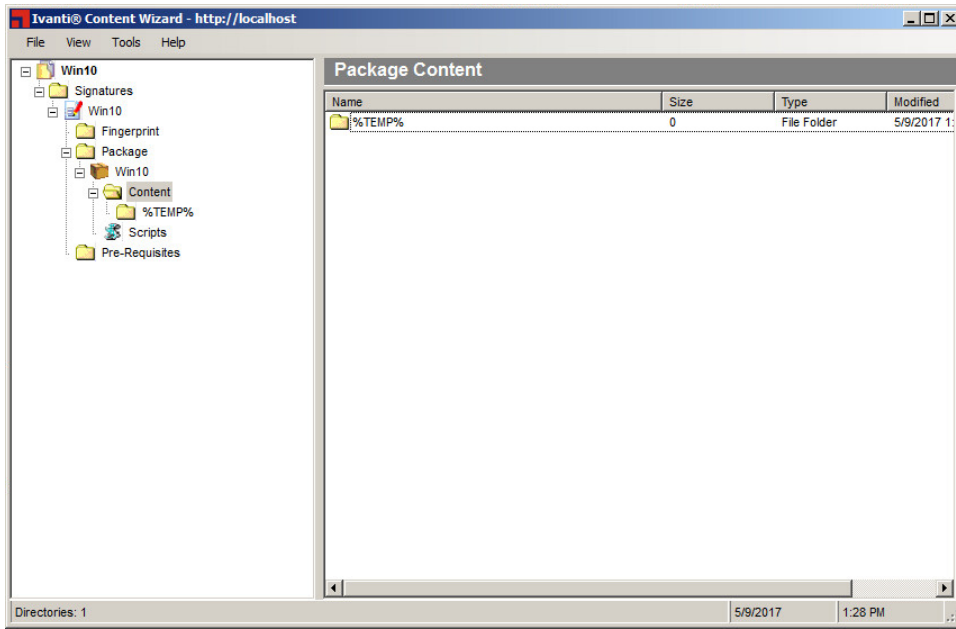 Ivanti® Content Wizard - http://localhost
File View Tools Help
Win10
Signatures
Win10
Fingerprint
Package
Win10
Content
%TEMP%
Scripts
Pre-Requisites
Package Content
Name Size Type Modified
%TEMP% 0 File Folder 5/9/2017 1:
Directories: 1 5/9/2017 1:28 PM